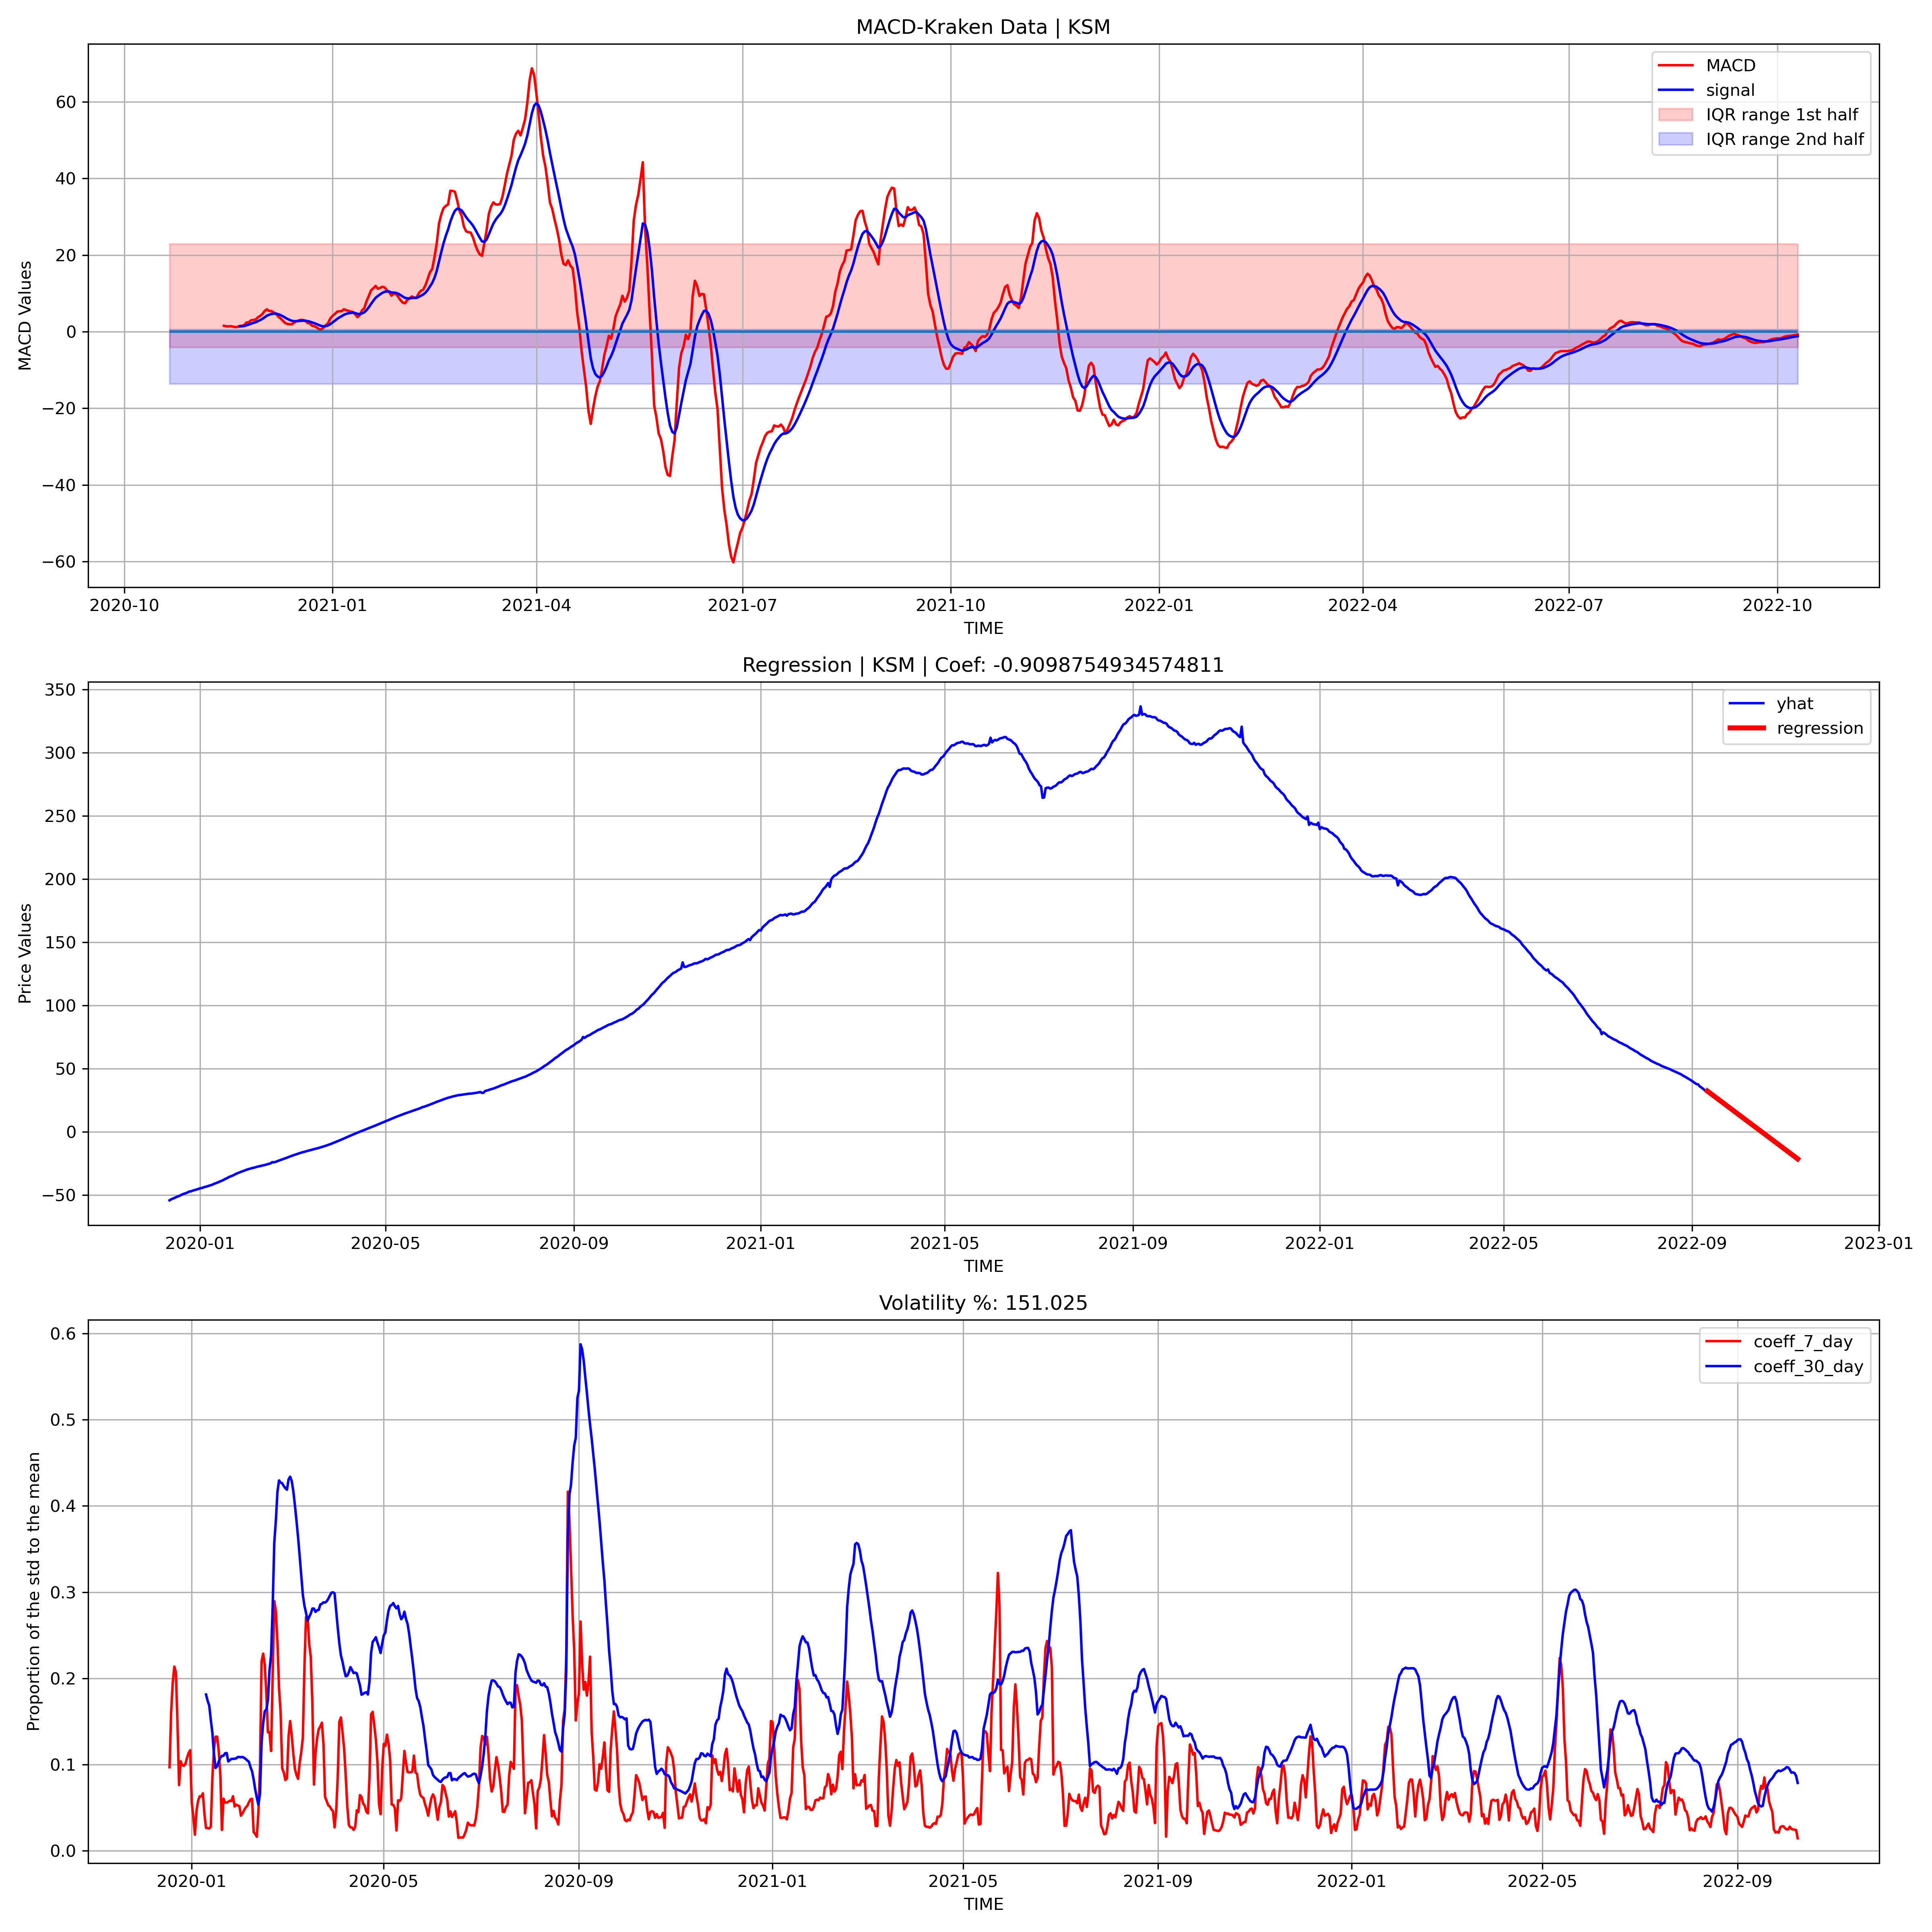 MACD-Kraken Data | KSM
MACD
signal
IQR range 1st half
IQR range 2nd half
60
40
20
0
−20
−40
−60
MACD Values
2020-10 2021-01 2021-04 2021-07 2021-10 2022-01 2022-04 2022-07 2022-10
TIME
Regression | KSM | Coef: -0.9098754934574811
yhat
regression
350
300
250
200
150
100
50
0
−50
Price Values
2020-01 2020-05 2020-09 2021-01 2021-05 2021-09 2022-01 2022-05 2022-09 2023-01
TIME
Volatility %: 151.025
coeff_7_day
coeff_30_day
0.6
0.5
0.4
0.3
0.2
0.1
0.0
Proportion of the std to the mean
2020-01 2020-05 2020-09 2021-01 2021-05 2021-09 2022-01 2022-05 2022-09
TIME